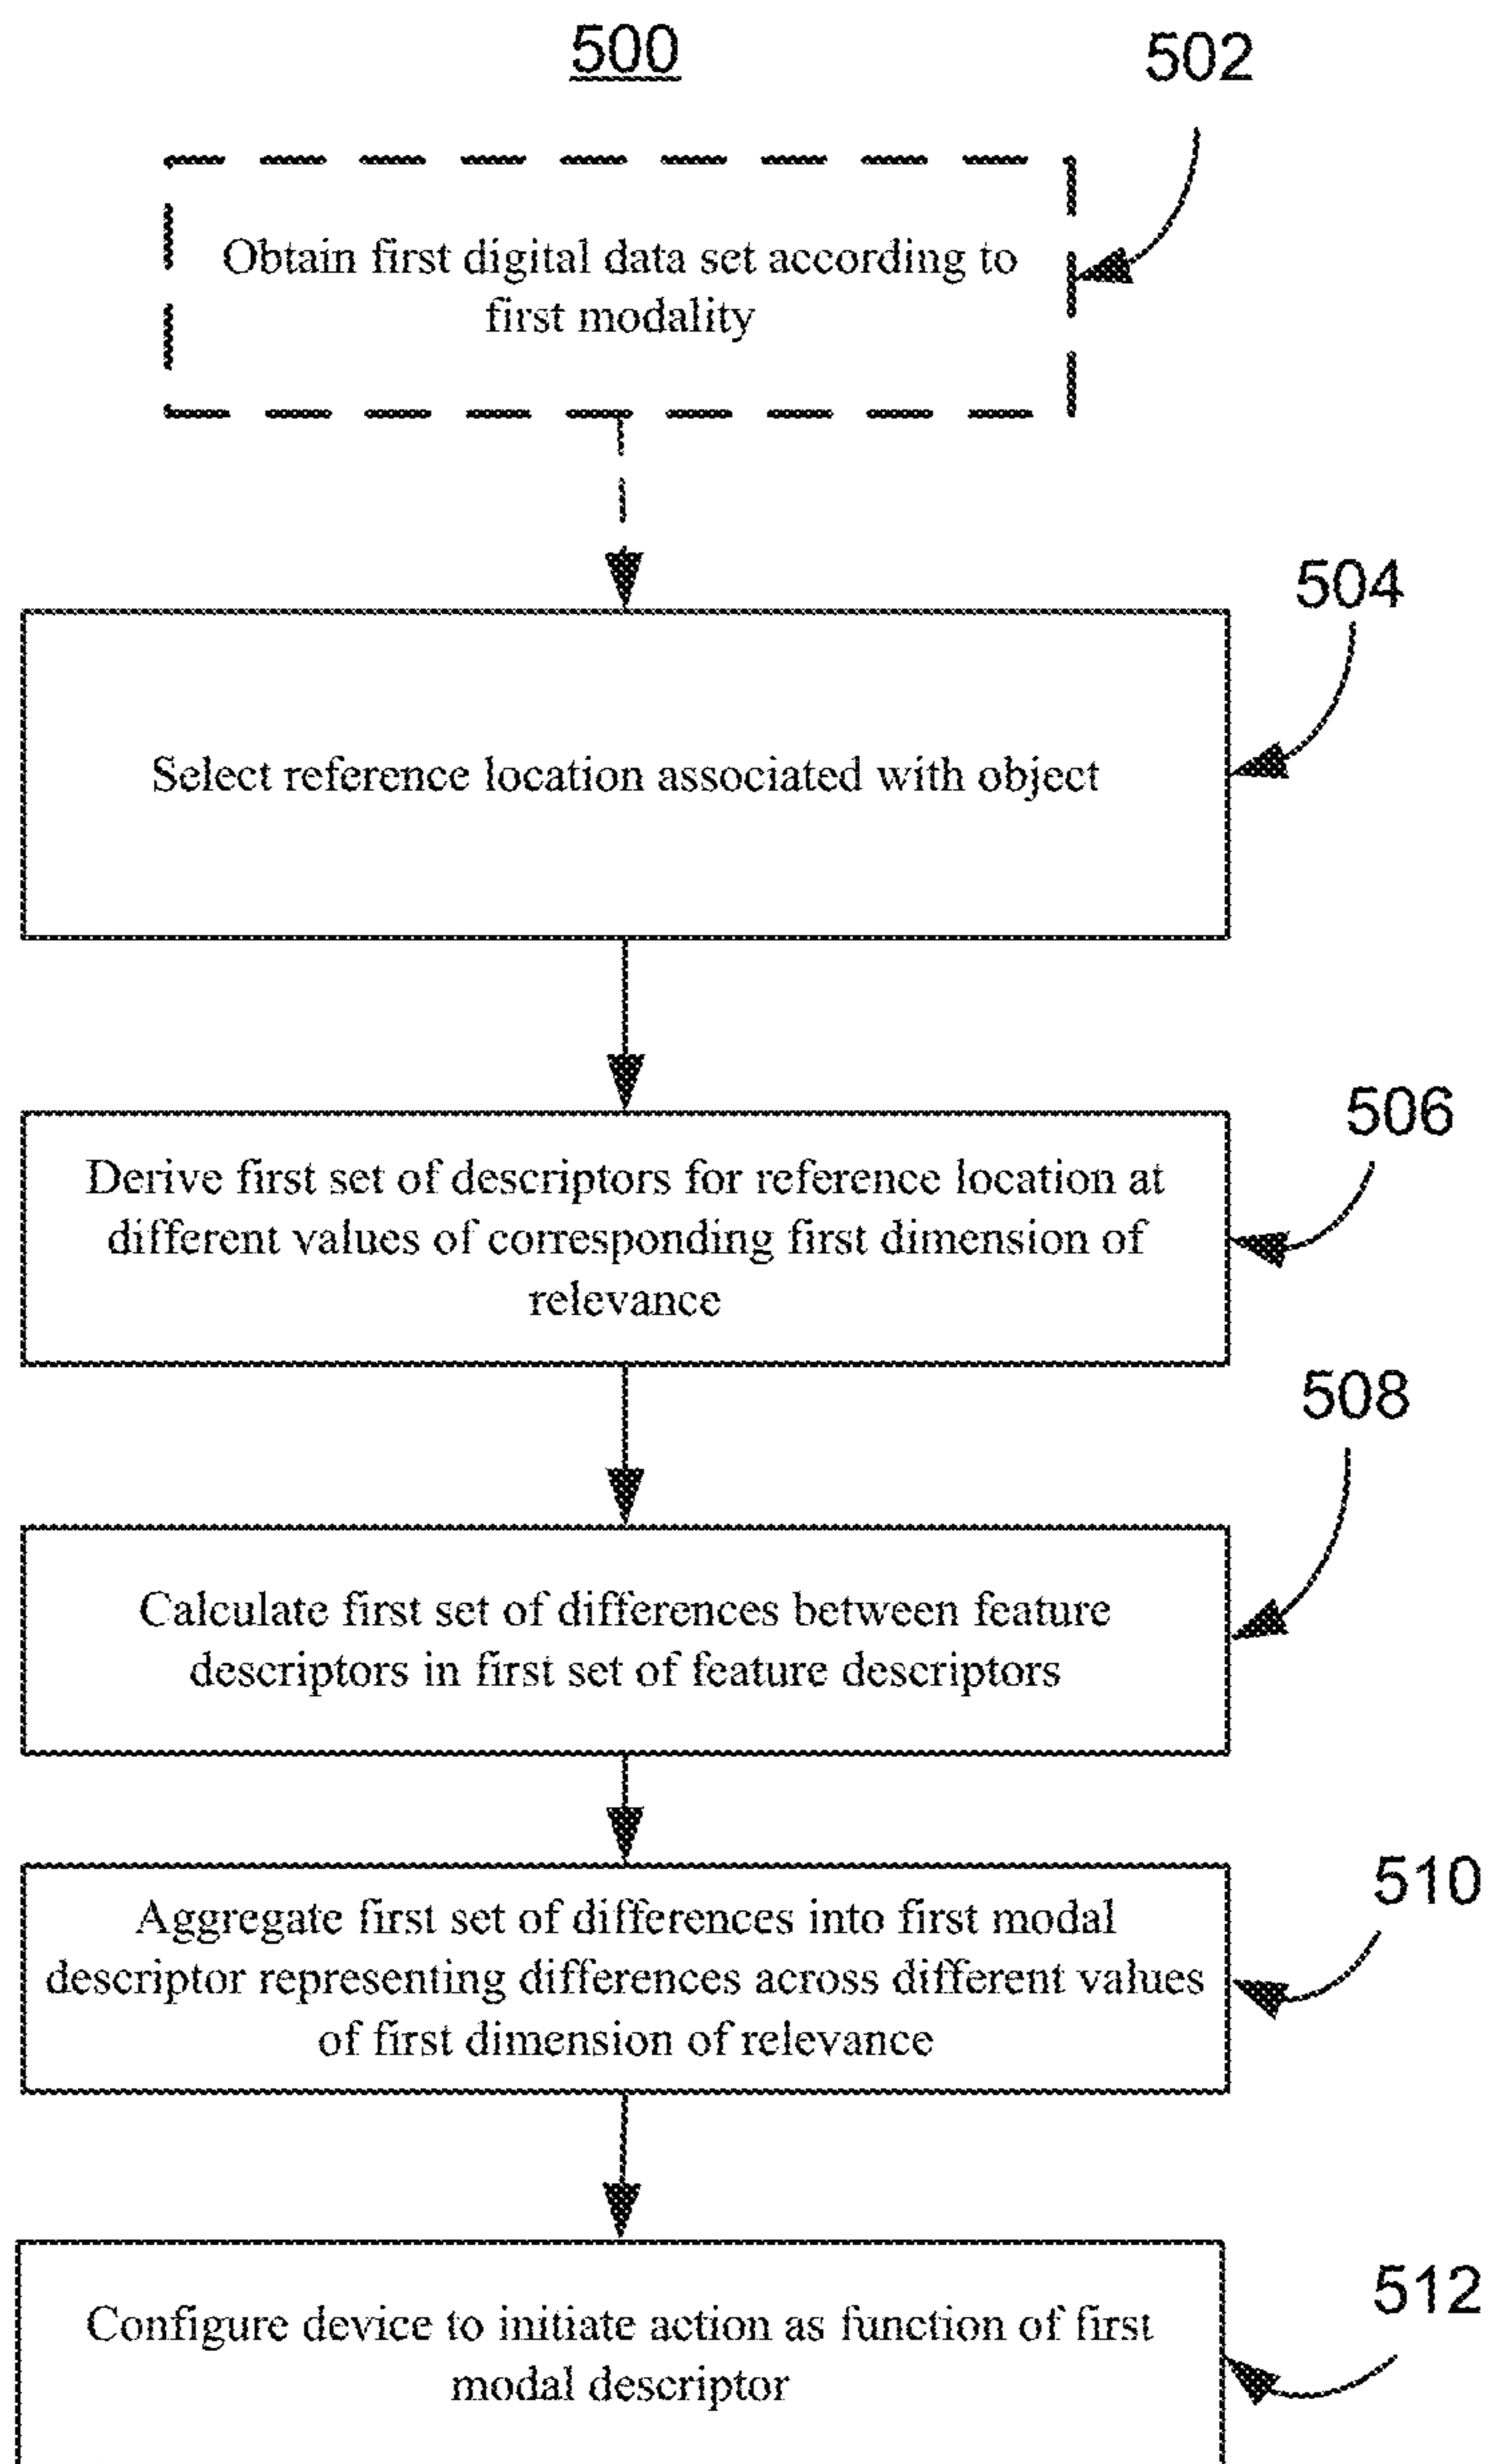 500
502
Obtain first digital data set according to
first modality
504
Select reference location associated with object
506
Derive first set of descriptors for reference location at
different values of corresponding first dimension of
relevance
508
Calculate first set of differences between feature
descriptors in first set of feature descriptors
510
Aggregate first set of differences into first modal
descriptor representing differences across different values
of first dimension of relevance
512
Configure device to initiate action as function of first
modal descriptor